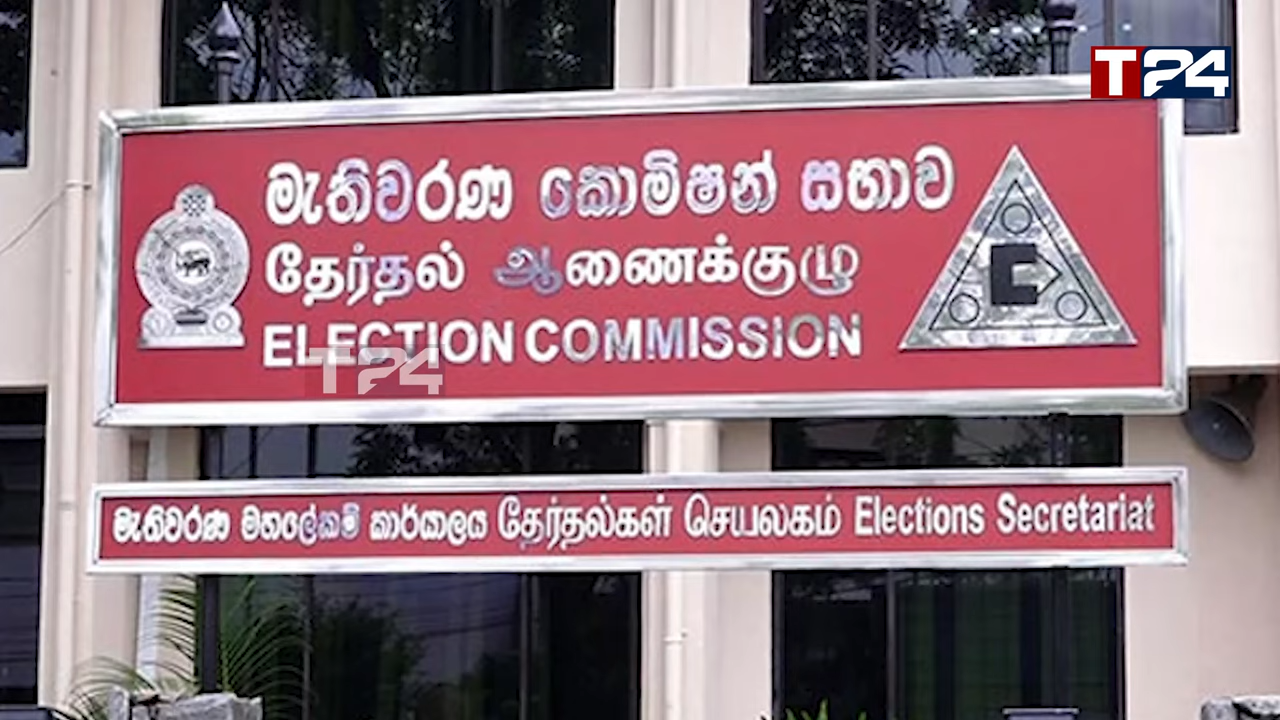 T24
මැතිවරණ කොමිෂන් සභාව
தேர்தல் ஆணைக்குழு
ELECTION COMMISSION
T24
මැතිවරණ මහලේකම් කාර්යාලය தேர்தல்கள் செயலகம் Elections Secretariat